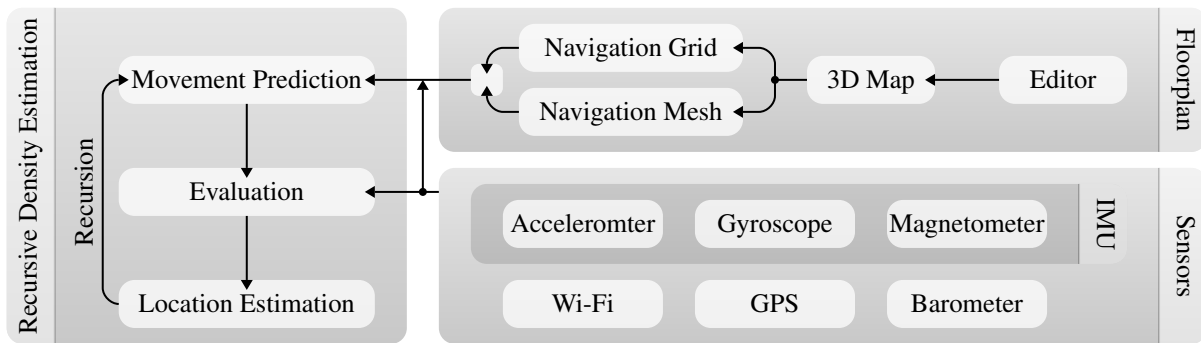 Recursive Density Estimation
Recursion
Movement Prediction
Evaluation
Location Estimation
Navigation Grid
Navigation Mesh
3D Map
Editor
Floorplan
Acceleromter
Gyroscope
Magnetometer
IMU
Wi-Fi
GPS
Barometer
Sensors